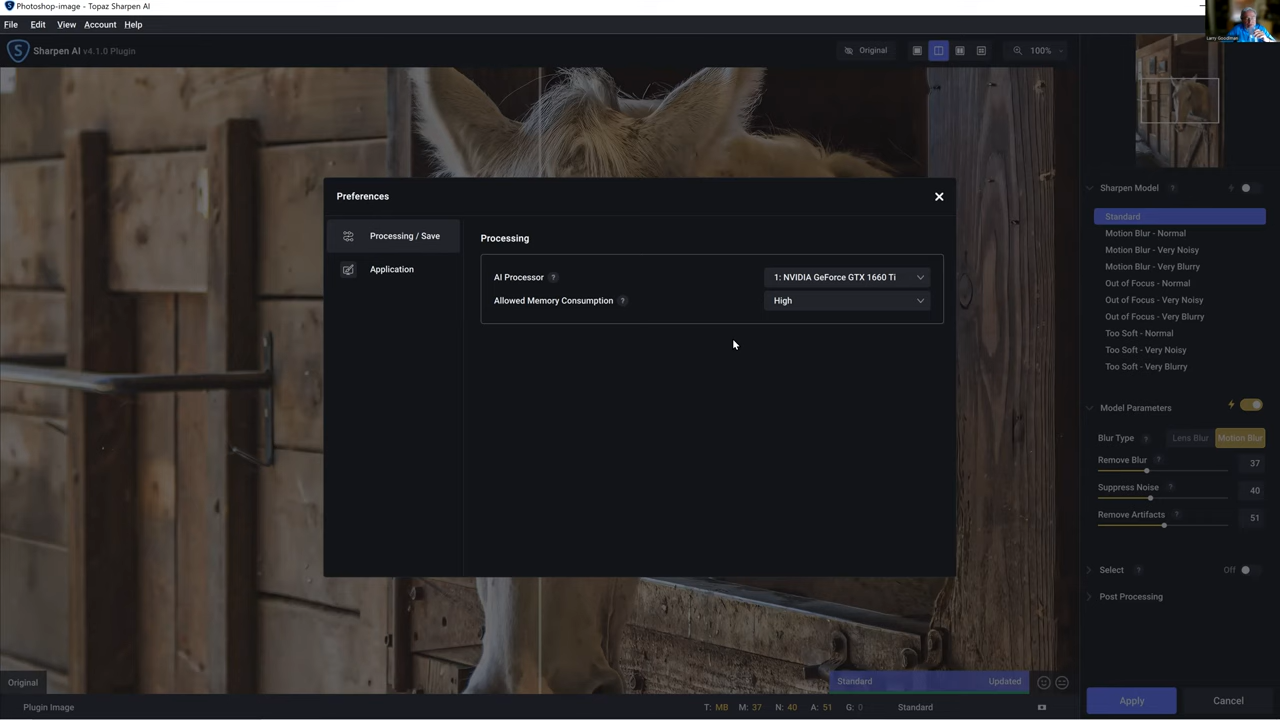 Photoshop-image - Topaz Sharpen AI
File Edit View Account Help
Larry Goodman
Sharpen AI v4.1.0 Plugin
Original
100%
Preferences
Processing / Save
Application
Processing
AI Processor ? 1: NVIDIA GeForce GTX 1660 Ti
Allowed Memory Consumption ? High
Sharpen Model ?
Standard
Motion Blur - Normal
Motion Blur - Very Noisy
Motion Blur - Very Blurry
Out of Focus - Normal
Out of Focus - Very Noisy
Out of Focus - Very Blurry
Too Soft - Normal
Too Soft - Very Noisy
Too Soft - Very Blurry
Model Parameters
Blur Type ? Lens Blur Motion Blur
Remove Blur ? 37
Suppress Noise ? 40
Remove Artifacts ? 51
Select ? Off
Post Processing
Original
Standard Updated
Plugin Image
T: MB M: 37 N: 40 A: 51 G: 0 Standard
Apply Cancel